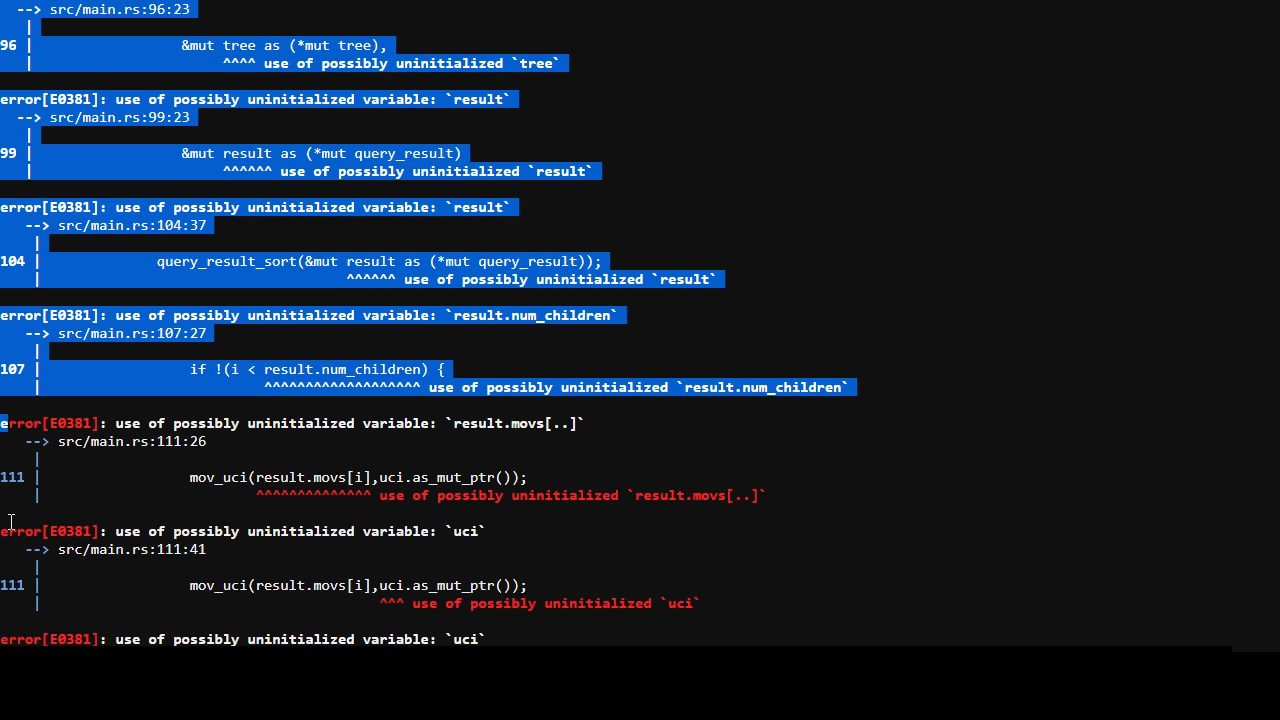 --> src/main.rs:96:23
|
96 | &mut tree as (*mut tree),
| ^^^^ use of possibly uninitialized `tree`
error[E0381]: use of possibly uninitialized variable: `result`
--> src/main.rs:99:23
|
99 | &mut result as (*mut query_result)
| ^^^^^^ use of possibly uninitialized `result`
error[E0381]: use of possibly uninitialized variable: `result`
--> src/main.rs:104:37
|
104 | query_result_sort(&mut result as (*mut query_result));
| ^^^^^^ use of possibly uninitialized `result`
error[E0381]: use of possibly uninitialized variable: `result.num_children`
--> src/main.rs:107:27
|
107 | if !(i < result.num_children) {
| ^^^^^^^^^^^^^^^^^^^ use of possibly uninitialized `result.num_children`
error[E0381]: use of possibly uninitialized variable: `result.movs[..]`
--> src/main.rs:111:26
|
111 | mov_uci(result.movs[i],uci.as_mut_ptr());
| ^^^^^^^^^^^^^^ use of possibly uninitialized `result.movs[..]`
error[E0381]: use of possibly uninitialized variable: `uci`
--> src/main.rs:111:41
|
111 | mov_uci(result.movs[i],uci.as_mut_ptr());
| ^^^ use of possibly uninitialized `uci`
error[E0381]: use of possibly uninitialized variable: `uci`